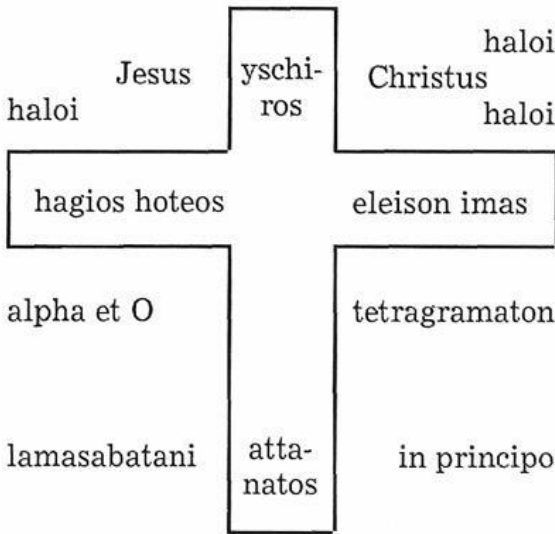 haloi
Jesus yschi- Christus
haloi ros haloi
hagios hoteos eleison imas
alpha et O tetragramaton
lamasabatani atta- in principo
natos